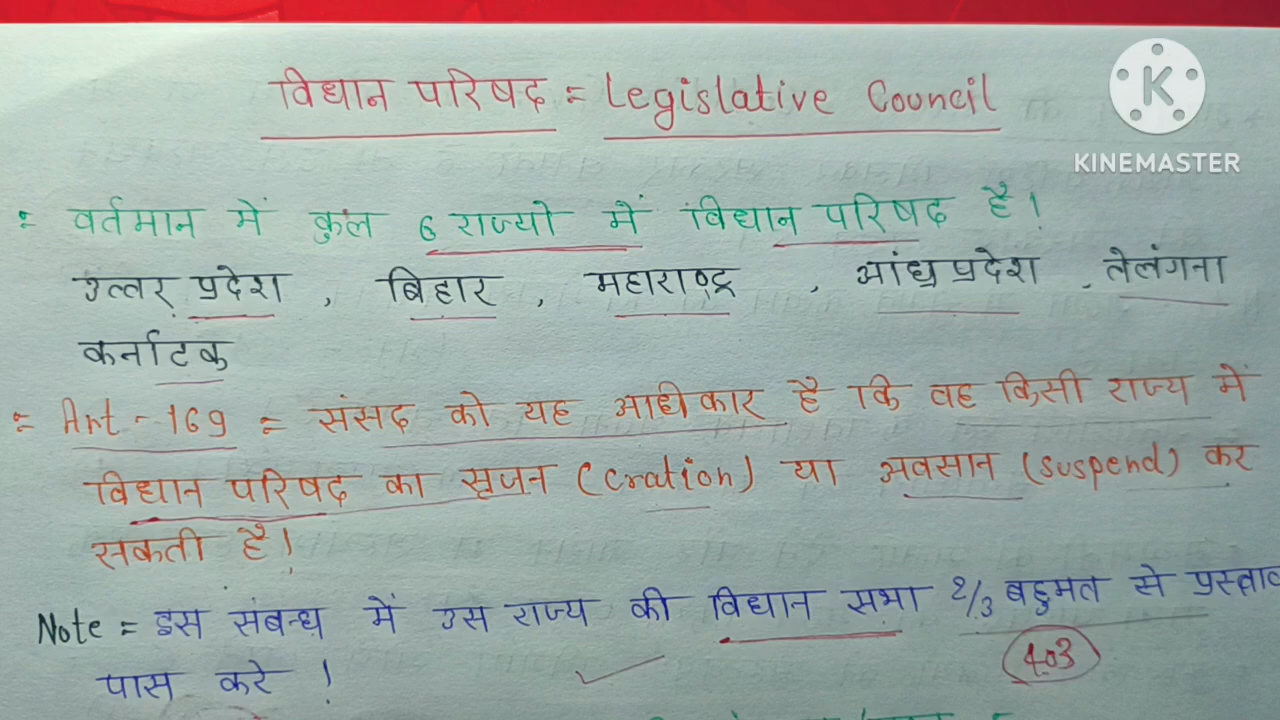 विधान परिषद = Legislative Council
K
KINEMASTER
= वर्तमान में कुल 6 राज्यो में विधान परिषद है।
उत्तर प्रदेश , बिहार , महाराष्ट्र , आंध्रप्रदेश , तेलंगना
कर्नाटक
= Art - 169 = संसद को यह अधिकार है कि वह किसी राज्य में
विधान परिषद का सृजन (Cration) या अवसान (suspend) कर
सकती है।
Note = इस संबन्ध में उस राज्य की विधान सभा 2/3 बहुमत से प्रस्ताव
पास करे !
403